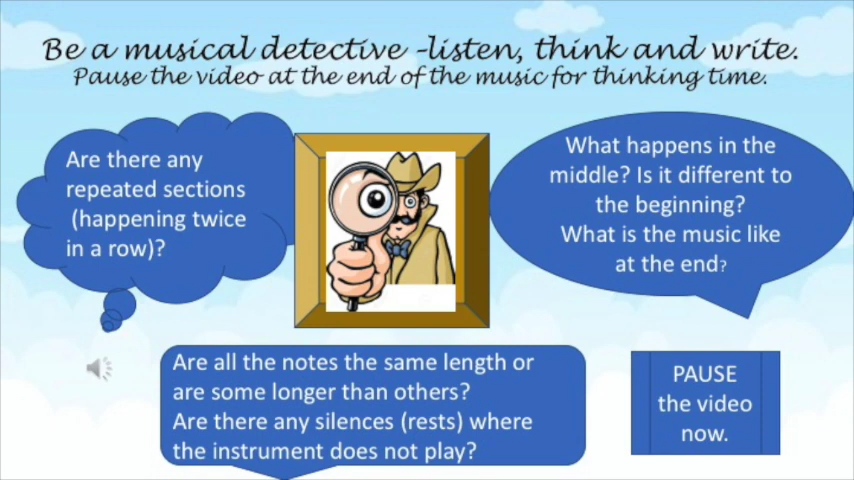 Be a musical detective -listen, think and write.
Pause the video at the end of the music for thinking time.
Are there any
repeated sections
(happening twice
in a row)?
What happens in the
middle? Is it different to
the beginning?
What is the music like
at the end?
Are all the notes the same length or
are some longer than others?
Are there any silences (rests) where
the instrument does not play?
PAUSE
the video
now.